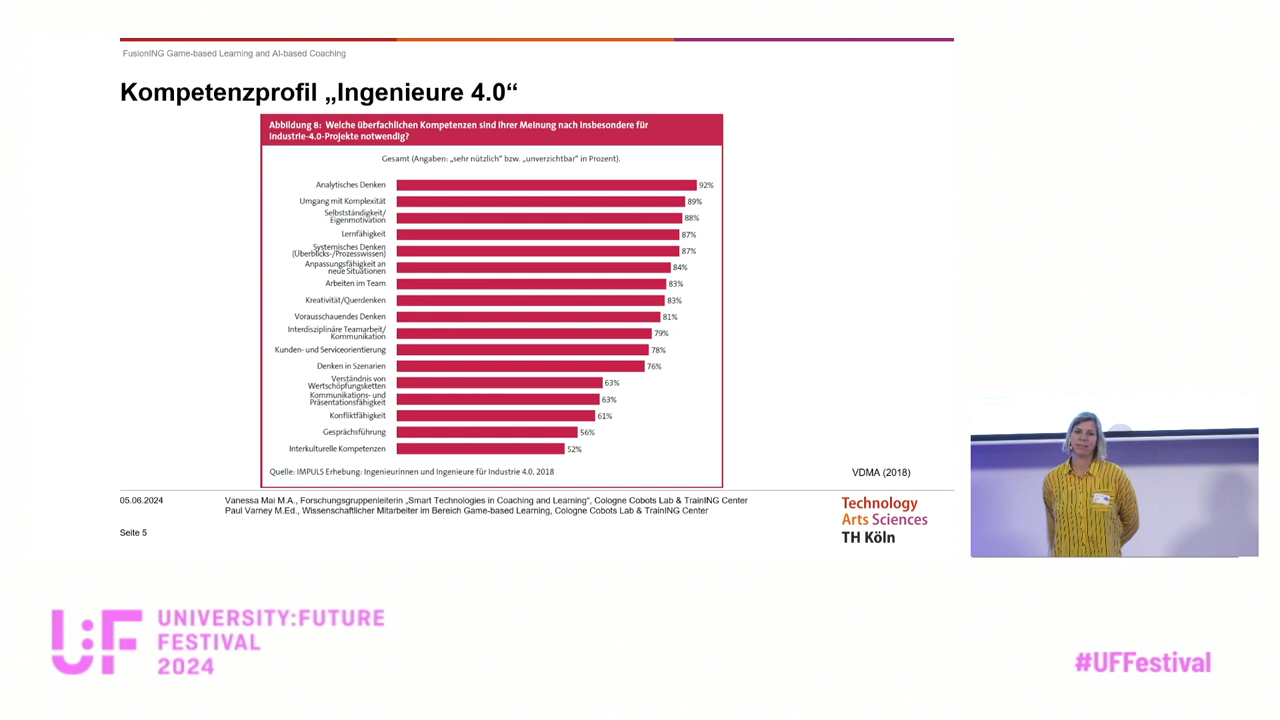 FusionING Game-based Learning and AI-based Coaching
Kompetenzprofil „Ingenieure 4.0“
Abbildung 8: Welche überfachlichen Kompetenzen sind Ihrer Meinung nach insbesondere für
Industrie-4.0-Projekte notwendig?
Gesamt (Angaben: „sehr nützlich“ bzw. „unverzichtbar“ in Prozent).
Analytisches Denken 92%
Umgang mit Komplexität 89%
Selbstständigkeit/
Eigenmotivation 88%
Lernfähigkeit 87%
Systemisches Denken
(Überblicks-/Prozesswissen) 87%
Anpassungsfähigkeit an
neue Situationen 84%
Arbeiten im Team 83%
Kreativität/Querdenken 83%
Vorausschauendes Denken 81%
Interdisziplinäre Teamarbeit/
Kommunikation 79%
Kunden- und Serviceorientierung 78%
Denken in Szenarien 76%
Verständnis von
Wertschöpfungsketten 63%
Kommunikations- und
Präsentationsfähigkeit 63%
Konfliktfähigkeit 61%
Gesprächsführung 56%
Interkulturelle Kompetenzen 52%
Quelle: IMPULS Erhebung: Ingenieurinnen und Ingenieure für Industrie 4.0, 2018
VDMA (2018)
05.06.2024
Vanessa Mai M.A., Forschungsgruppenleiterin „Smart Technologies in Coaching and Learning“, Cologne Cobots Lab & TrainING Center
Paul Varney M.Ed., Wissenschaftlicher Mitarbeiter im Bereich Game-based Learning, Cologne Cobots Lab & TrainING Center
Seite 5
Technology
Arts Sciences
TH Köln
U:F
UNIVERSITY:FUTURE
FESTIVAL
2024
#UFFestival